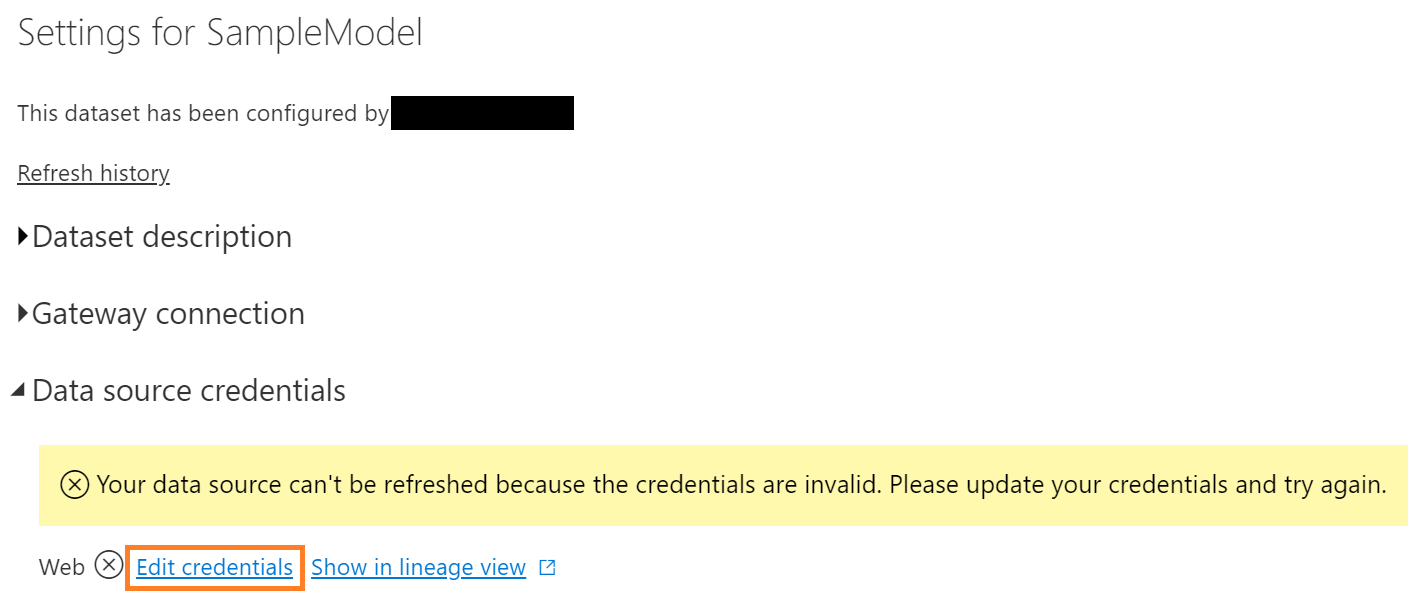 Settings for SampleModel
This dataset has been configured by
Refresh history
Dataset description
Gateway connection
Data source credentials
Your data source can't be refreshed because the credentials are invalid. Please update your credentials and try again.
Web Edit credentials Show in lineage view